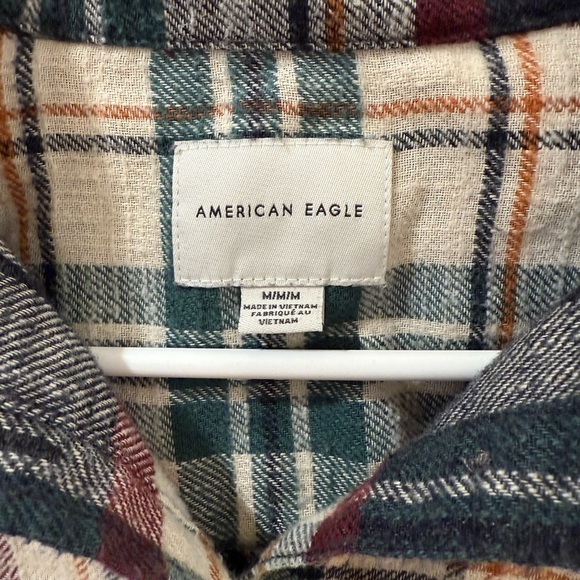 AMERICAN EAGLE
M/M/M
MADE IN VIETNAM
FABRIQUÉ AU
VIETNAM